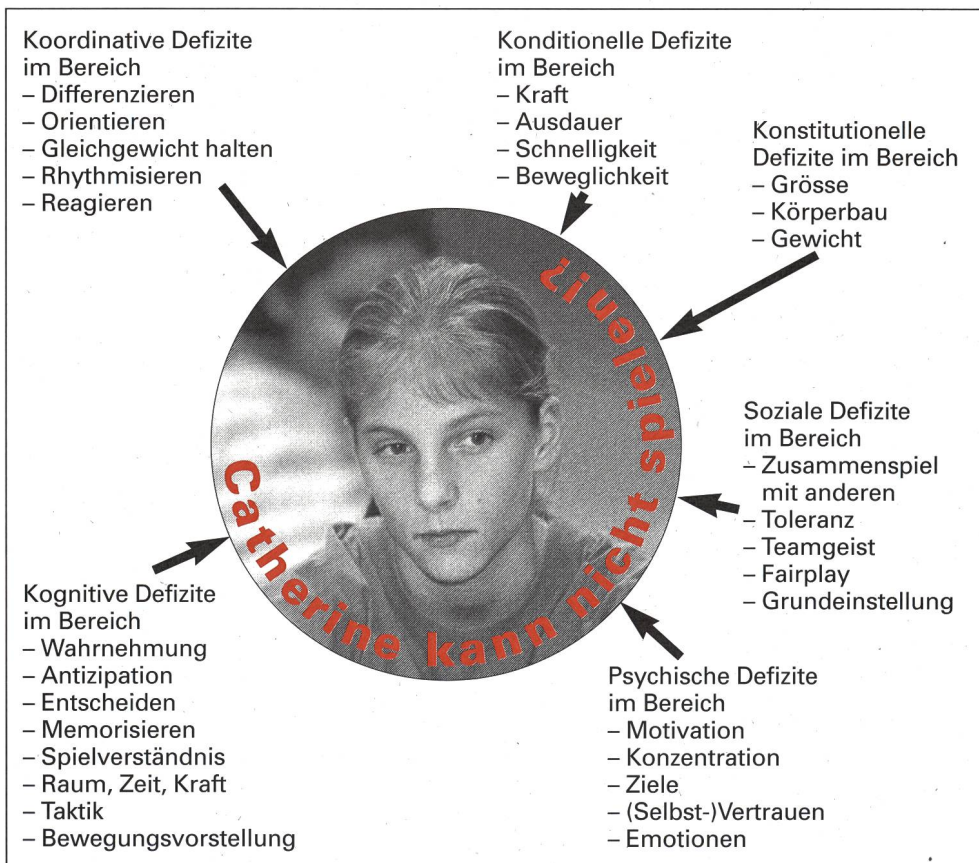 Koordinative Defizite
im Bereich
– Differenzieren
– Orientieren
– Gleichgewicht halten
– Rhythmisieren
– Reagieren
Konditionelle Defizite
im Bereich
– Kraft
– Ausdauer
– Schnelligkeit
– Beweglichkeit
Konstitutionelle
Defizite im Bereich
– Grösse
– Körperbau
– Gewicht
Catherine kann nicht spielen!?
Soziale Defizite
im Bereich
– Zusammenspiel
mit anderen
– Toleranz
– Teamgeist
– Fairplay
– Grundeinstellung
Kognitive Defizite
im Bereich
– Wahrnehmung
– Antizipation
– Entscheiden
– Memorisieren
– Spielverständnis
– Raum, Zeit, Kraft
– Taktik
– Bewegungsvorstellung
Psychische Defizite
im Bereich
– Motivation
– Konzentration
– Ziele
– (Selbst-)Vertrauen
– Emotionen